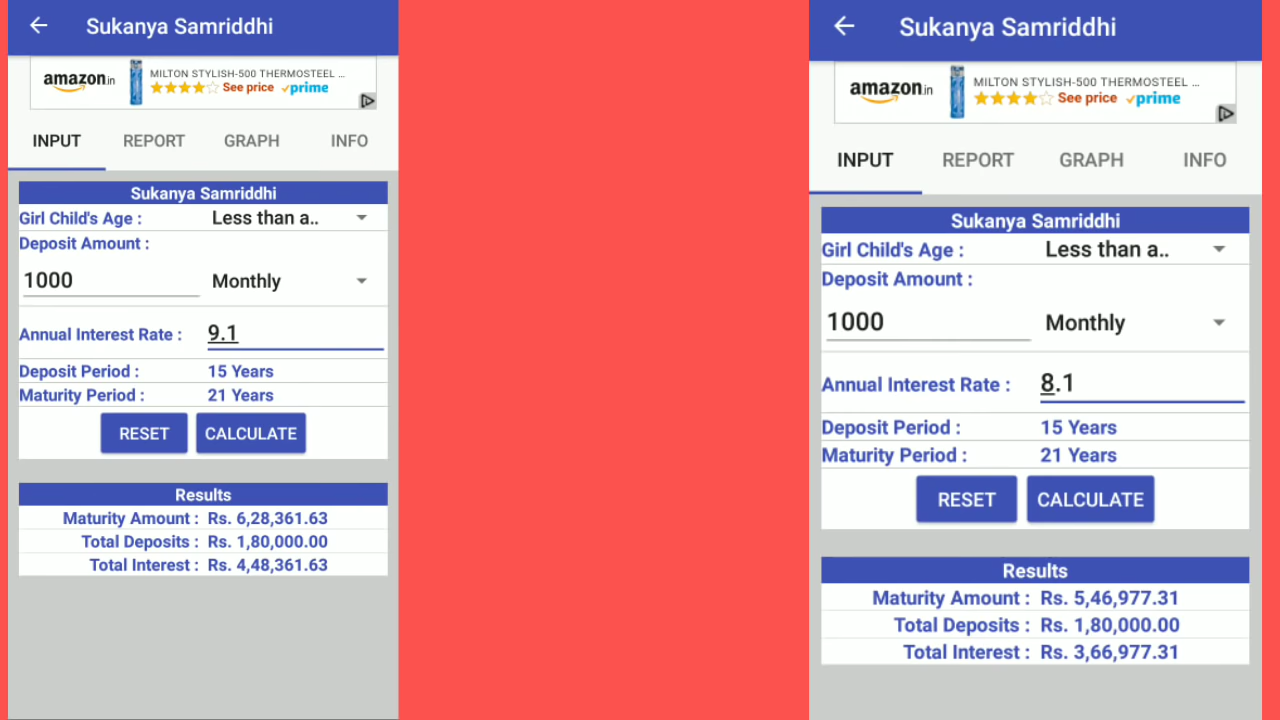 Sukanya Samriddhi
amazon.in
MILTON STYLISH-500 THERMOSTEEL ...
See price prime
INPUT REPORT GRAPH INFO
Sukanya Samriddhi
Girl Child's Age : Less than a..
Deposit Amount :
1000 Monthly
Annual Interest Rate : 9.1
Deposit Period : 15 Years
Maturity Period : 21 Years
RESET CALCULATE
Results
Maturity Amount : Rs. 6,28,361.63
Total Deposits : Rs. 1,80,000.00
Total Interest : Rs. 4,48,361.63
Sukanya Samriddhi
amazon.in
MILTON STYLISH-500 THERMOSTEEL ...
See price prime
INPUT REPORT GRAPH INFO
Sukanya Samriddhi
Girl Child's Age : Less than a..
Deposit Amount :
1000 Monthly
Annual Interest Rate : 8.1
Deposit Period : 15 Years
Maturity Period : 21 Years
RESET CALCULATE
Results
Maturity Amount : Rs. 5,46,977.31
Total Deposits : Rs. 1,80,000.00
Total Interest : Rs. 3,66,977.31